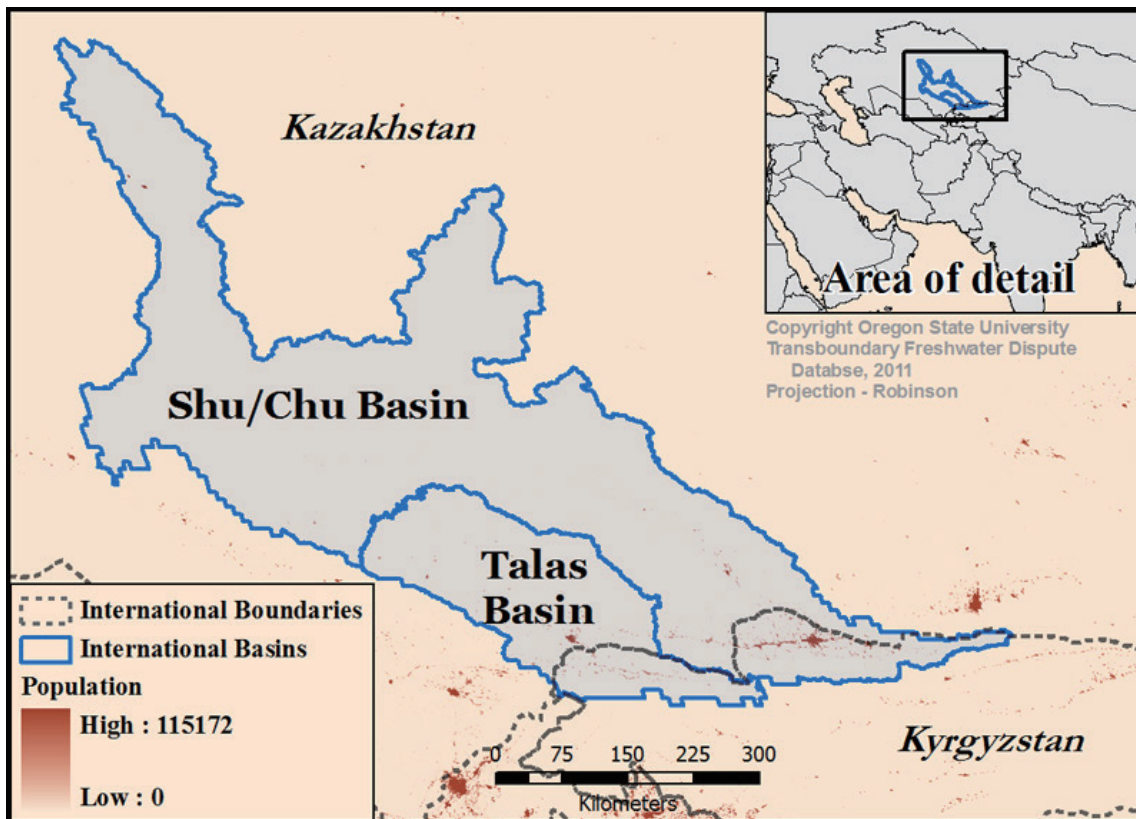 Kazakhstan
Area of detail
Copyright Oregon State University
Transboundary Freshwater Dispute
Databse, 2011
Projection - Robinson
Shu/Chu Basin
Talas
Basin
International Boundaries
International Basins
Population
High : 115172
Low : 0
Kyrgyzstan
0 75 150 225 300
Kilometers